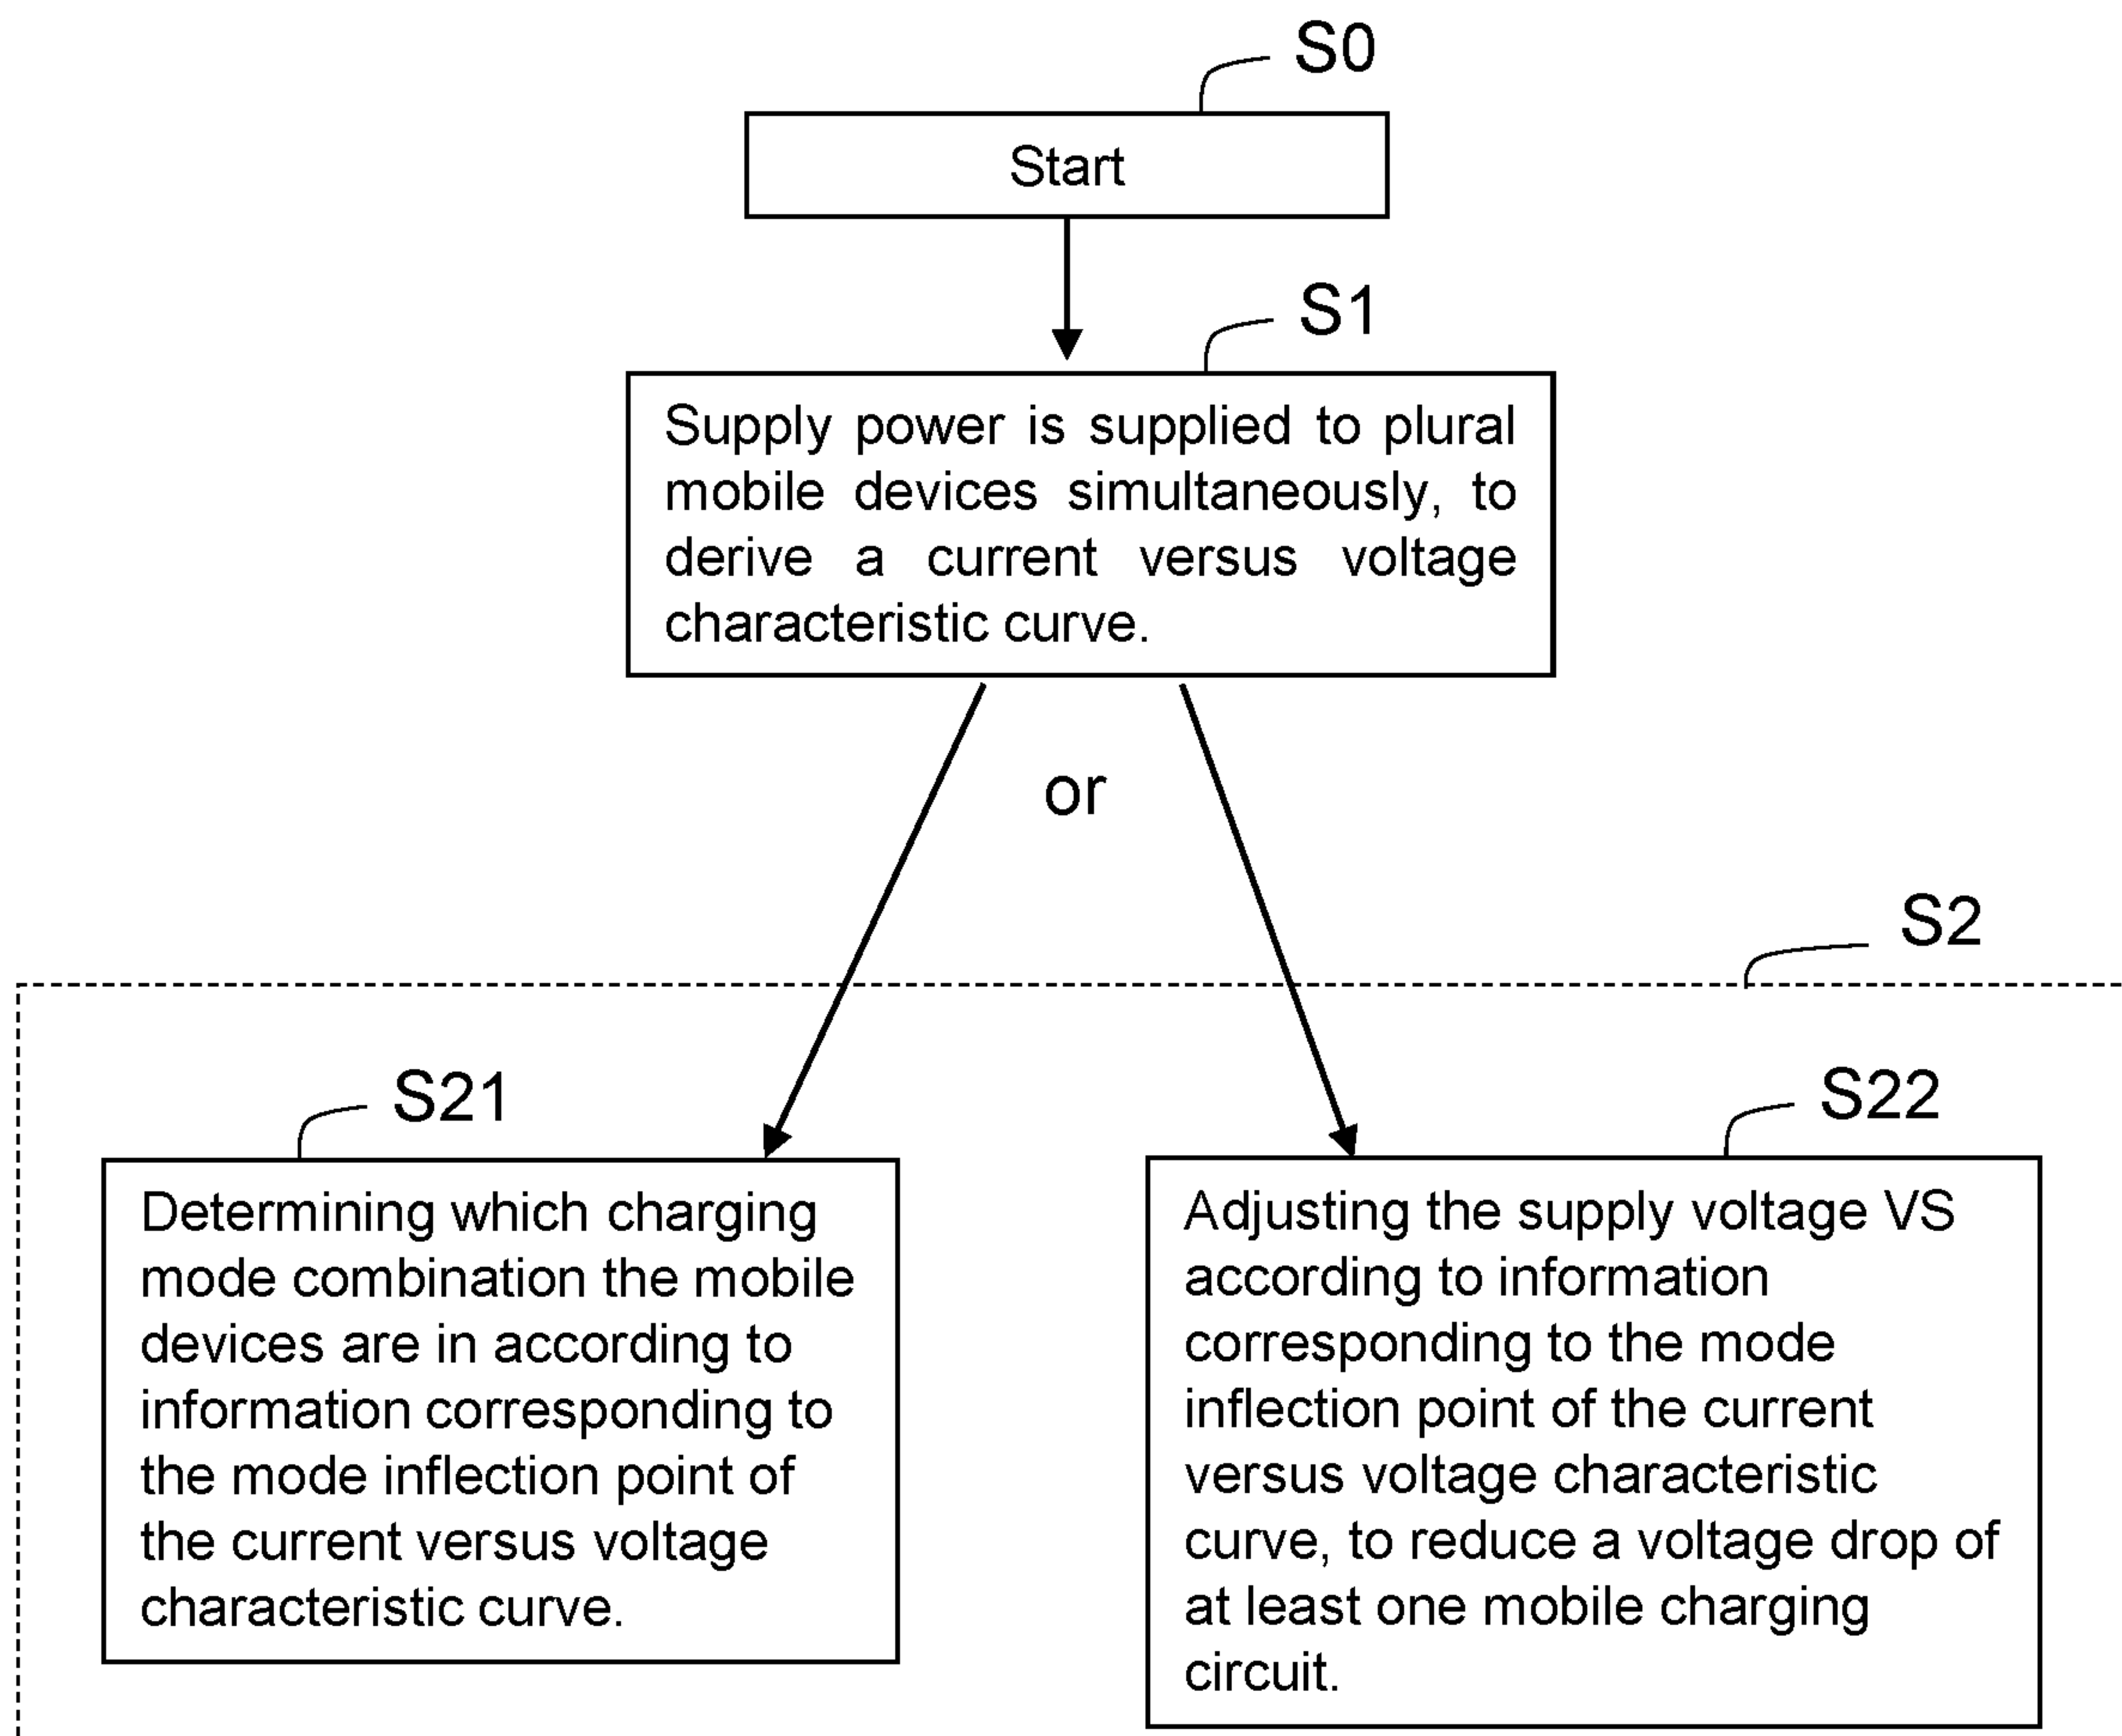 S0
Start
S1
Supply power is supplied to plural
mobile devices simultaneously, to
derive a current versus voltage
characteristic curve.
or
S2
S21
Determining which charging
mode combination the mobile
devices are in according to
information corresponding to
the mode inflection point of
the current versus voltage
characteristic curve.
S22
Adjusting the supply voltage VS
according to information
corresponding to the mode
inflection point of the current
versus voltage characteristic
curve, to reduce a voltage drop of
at least one mobile charging
circuit.